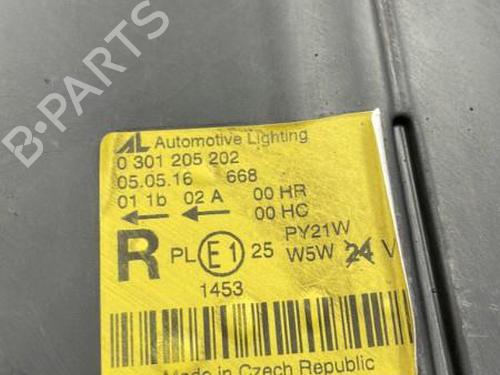 AL Automotive Lighting
0 301 205 202
05.05.16 668
01 1b 02 A 00 HR
00 HC
R PL E1 25 PY21W
W5W 24 V
1453
Made in Czech Republic
B-PARTS